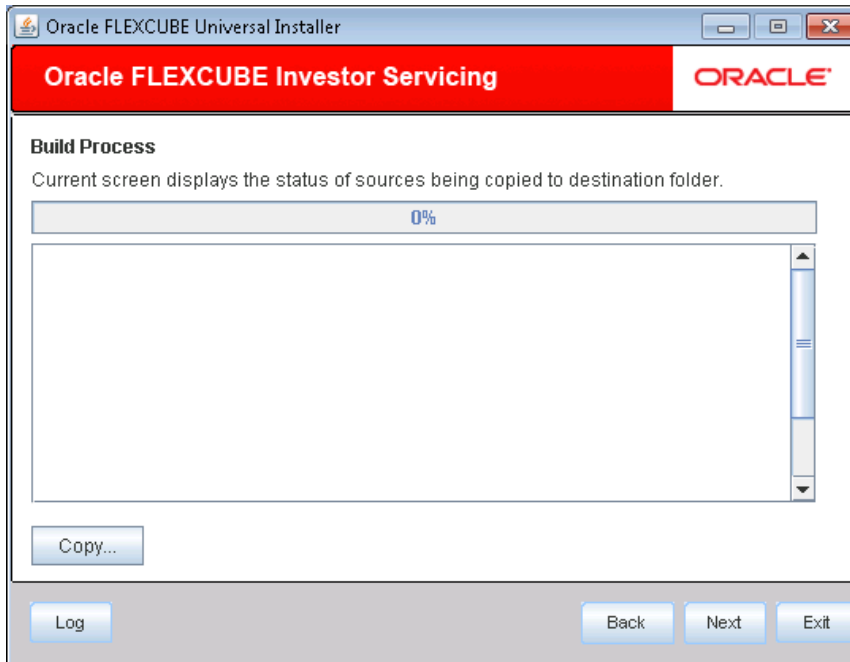 Oracle FLEXCUBE Universal Installer
Oracle FLEXCUBE Investor Servicing
ORACLE
Build Process
Current screen displays the status of sources being copied to destination folder.
0%
Copy...
Log
Back
Next
Exit